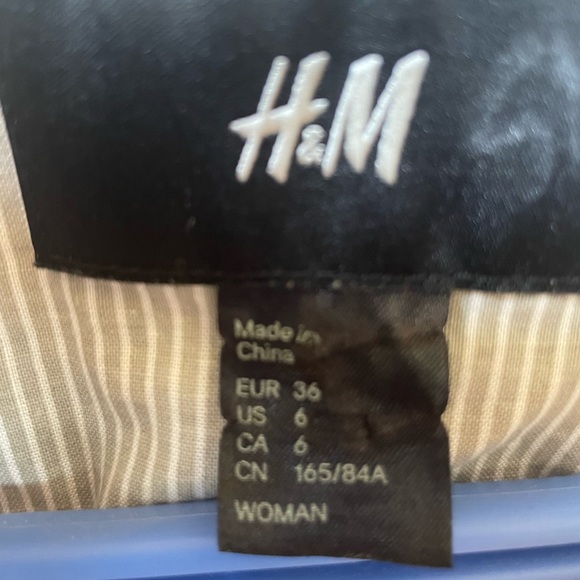 H&M
Made in
China
EUR 36
US 6
CA 6
CN 165/84A
WOMAN